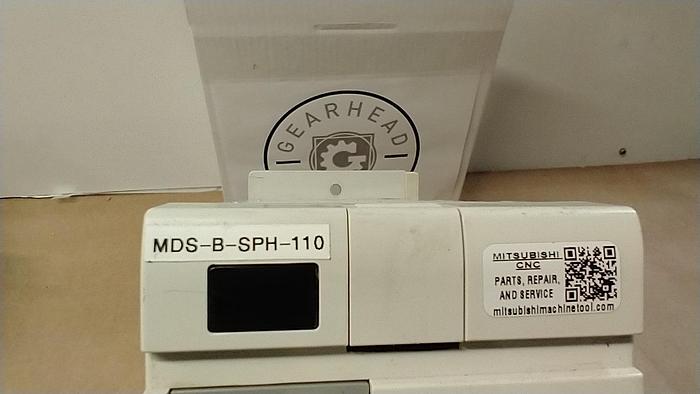 GEARHEAD
G
MDS-B-SPH-110
MITSUBISHI
CNC
PARTS, REPAIR,
AND SERVICE
mitsubishimachinetool.com